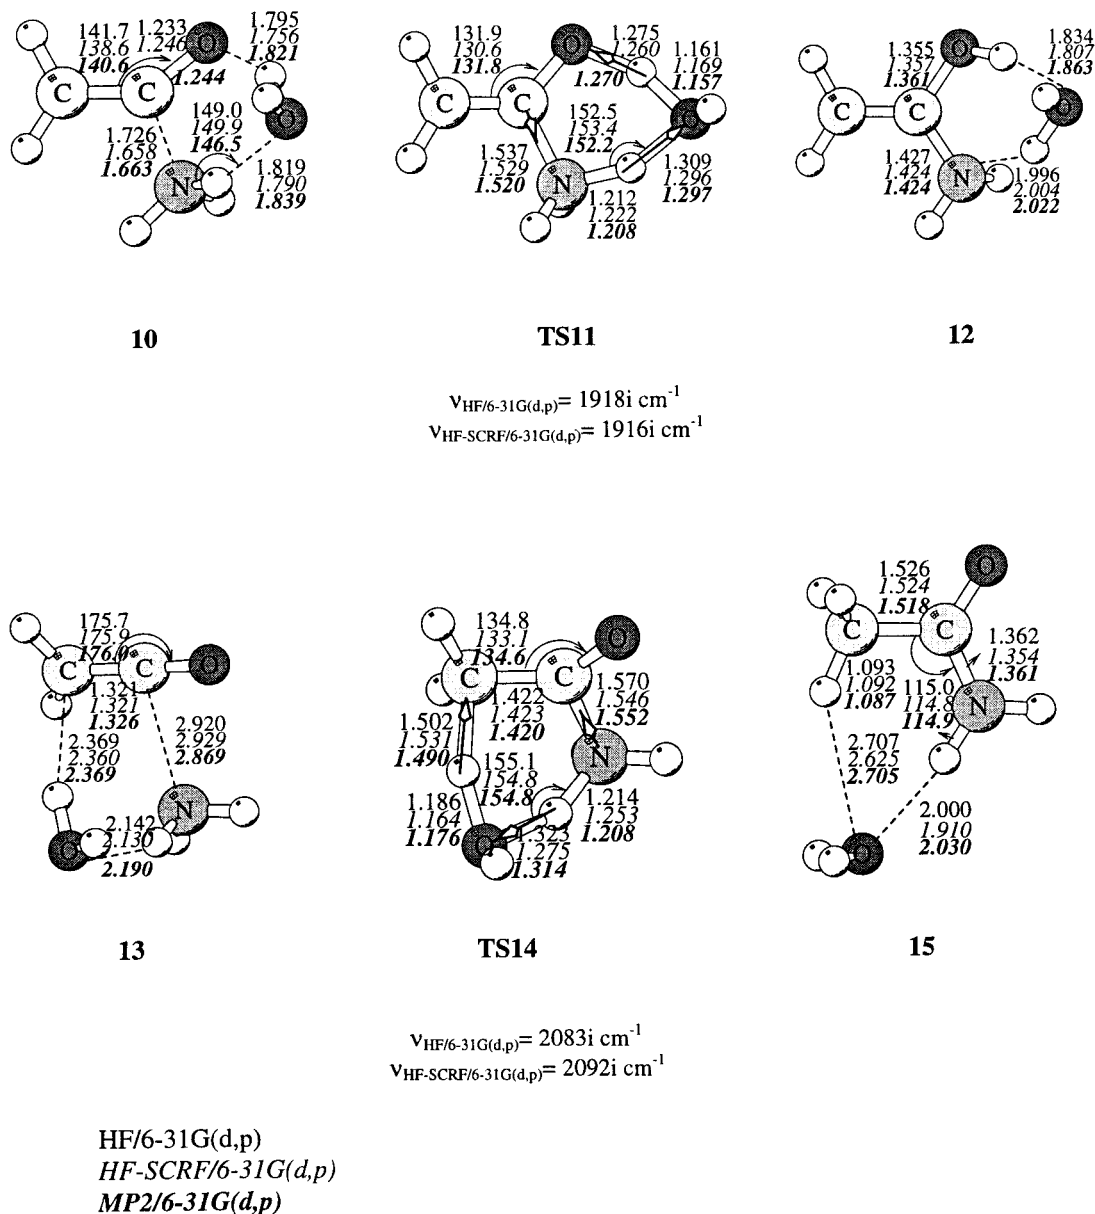 141.7
138.6
140.6
1.233
1.246
1.244
1.795
1.756
1.821
O
C
C
149.0
149.9
146.5
O
1.726
1.658
1.663
N
1.819
1.790
1.839
10
131.9
130.6
131.8
O
1.275
1.260
1.270
1.161
1.169
1.157
C
C
152.5
153.4
152.2
O
1.537
1.529
1.520
N
1.309
1.296
1.297
1.212
1.222
1.208
TS11
1.355
1.357
1.361
O
1.834
1.807
1.863
C
C
O
1.427
1.424
1.424
N
1.996
2.004
2.022
12
νHF/6-31G(d,p)= 1918i cm-1
νHF-SCRF/6-31G(d,p)= 1916i cm-1
175.7
175.9
176.0
C
C
O
1.321
1.321
1.326
2.920
2.929
2.869
2.369
2.360
2.369
N
2.142
2.130
2.190
O
13
134.8
133.1
134.6
O
C
C
1.422
1.423
1.420
1.570
1.546
1.552
1.502
1.531
1.490
155.1
154.8
154.8
N
1.186
1.164
1.176
1.214
1.253
1.208
O
1.323
1.275
1.314
TS14
1.526
1.524
1.518
O
C
C
1.362
1.354
1.361
1.093
1.092
1.087
115.0
114.8
114.9
N
2.707
2.625
2.705
2.000
1.910
2.030
O
15
νHF/6-31G(d,p)= 2083i cm-1
νHF-SCRF/6-31G(d,p)= 2092i cm-1
HF/6-31G(d,p)
HF-SCRF/6-31G(d,p)
MP2/6-31G(d,p)